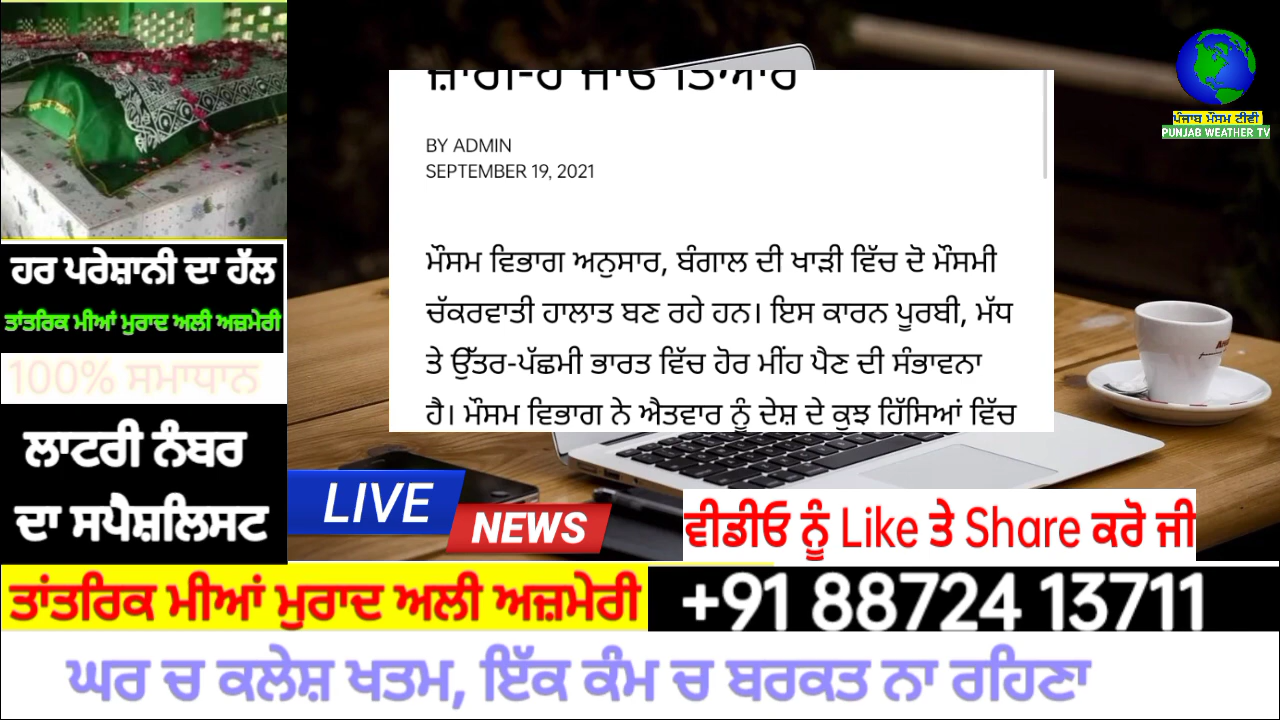 ਜ਼ਾਰੀ-ਹੋ ਜਾਓ ਤਿਆਰ
BY ADMIN
SEPTEMBER 19, 2021
ਮੌਸਮ ਵਿਭਾਗ ਅਨੁਸਾਰ, ਬੰਗਾਲ ਦੀ ਖਾੜੀ ਵਿੱਚ ਦੋ ਮੌਸਮੀ
ਚੱਕਰਵਾਤੀ ਹਾਲਾਤ ਬਣ ਰਹੇ ਹਨ। ਇਸ ਕਾਰਨ ਪੂਰਬੀ, ਮੱਧ
ਤੇ ਉੱਤਰ-ਪੱਛਮੀ ਭਾਰਤ ਵਿੱਚ ਹੋਰ ਮੀਂਹ ਪੈਣ ਦੀ ਸੰਭਾਵਨਾ
ਹੈ। ਮੌਸਮ ਵਿਭਾਗ ਨੇ ਐਤਵਾਰ ਨੂੰ ਦੇਸ਼ ਦੇ ਕੁਝ ਹਿੱਸਿਆਂ ਵਿੱਚ
ਪੰਜਾਬ ਮੌਸਮ ਟੀਵੀ
PUNJAB WEATHER TV
ਹਰ ਪਰੇਸ਼ਾਨੀ ਦਾ ਹੱਲ
ਤਾਂਤਰਿਕ ਮੀਆਂ ਮੁਰਾਦ ਅਲੀ ਅਜ਼ਮੇਰੀ
100% ਸਮਾਧਾਨ
ਲਾਟਰੀ ਨੰਬਰ
ਦਾ ਸਪੈਸ਼ਲਿਸਟ
LIVE
NEWS
ਵੀਡੀਓ ਨੂੰ Like ਤੇ Share ਕਰੋ ਜੀ
ਤਾਂਤਰਿਕ ਮੀਆਂ ਮੁਰਾਦ ਅਲੀ ਅਜ਼ਮੇਰੀ
+91 88724 13711
ਘਰ ਚ ਕਲੇਸ਼ ਖਤਮ, ਇੱਕ ਕੰਮ ਚ ਬਰਕਤ ਨਾ ਰਹਿਣਾ